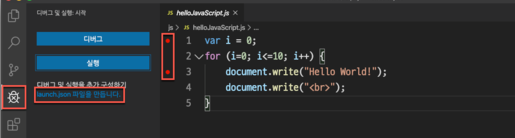 디버그 및 실행: 시작
디버그
실행
디버그 및 실행을 추가 구성하기
launch.json 파일을 만듭니다.
JS helloJavaScript.js
js > JS helloJavaScript.js > ...
1 var i = 0;
2 for (i=0; i<=10; i++) {
3 document.write("Hello World!");
4 document.write("<br>");
5 }